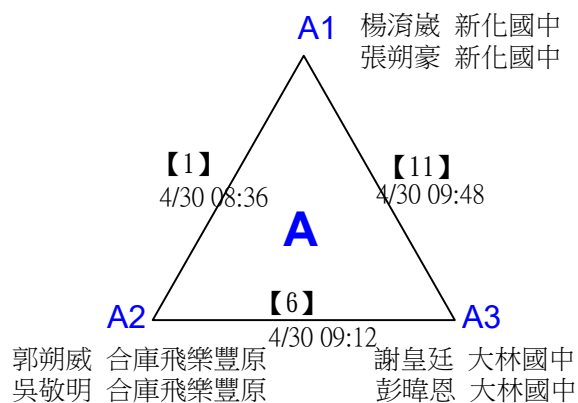 A1 楊淯崴 新化國中
張朔豪 新化國中
【1】
4/30 08:36
【11】
4/30 09:48
A
【6】
4/30 09:12
A2
A3
郭朔威 合庫飛樂豐原
吳敬明 合庫飛樂豐原
謝皇廷 大林國中
彭暐恩 大林國中